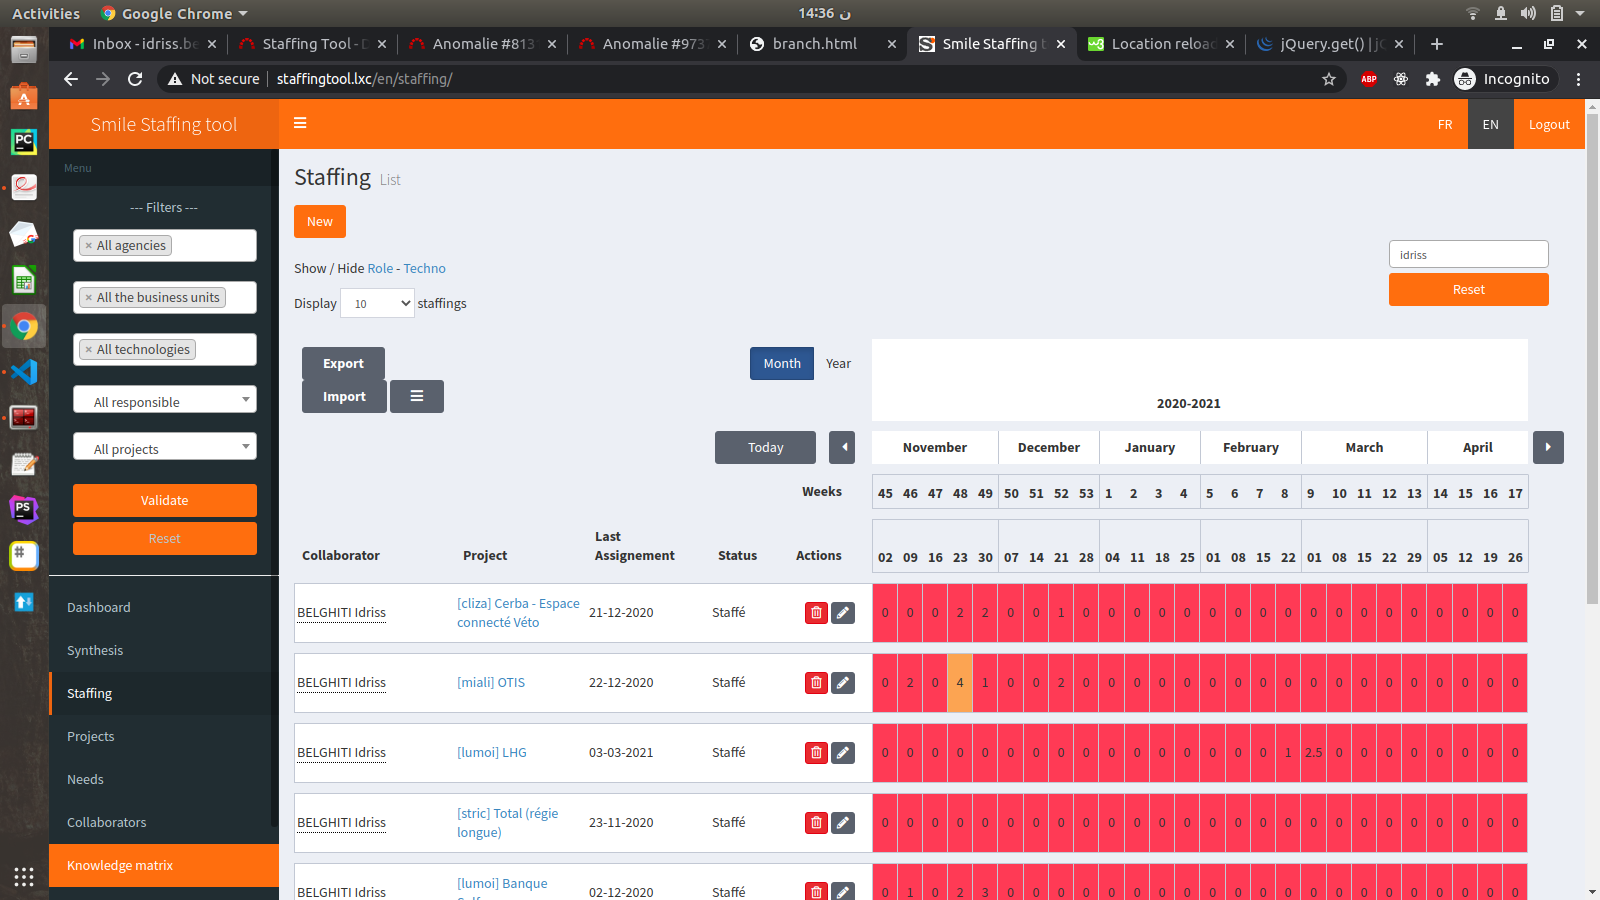 Activities Google Chrome 14:36 ن
Inbox - idriss.be
Staffing Tool - D
Anomalie #813
Anomalie #973
branch.html
Smile Staffing t
Location reload
jQuery.get() | jQ
Not secure staffingtool.lxc/en/staffing/ ABP Incognito
Smile Staffing tool FR EN Logout
Menu
--- Filters ---
× All agencies
× All the business units
× All technologies
All responsible
All projects
Validate
Reset
Dashboard
Synthesis
Staffing
Projects
Needs
Collaborators
Knowledge matrix
Staffing List
New
Show / Hide Role - Techno
Display 10 staffings
idriss
Reset
Export
Import
Month Year
2020-2021
Today November December January February March April
Weeks 45 46 47 48 49 50 51 52 53 1 2 3 4 5 6 7 8 9 10 11 12 13 14 15 16 17
Collaborator Project Last Assignement Status Actions 02 09 16 23 30 07 14 21 28 04 11 18 25 01 08 15 22 01 08 15 22 29 05 12 19 26
BELGHITI Idriss [cliza] Cerba - Espace connecté Véto 21-12-2020 Staffé 0 0 0 2 2 0 0 1 0 0 0 0 0 0 0 0 0 0 0 0 0 0 0 0 0 0
BELGHITI Idriss [miali] OTIS 22-12-2020 Staffé 0 2 0 4 1 0 0 2 0 0 0 0 0 0 0 0 0 0 0 0 0 0 0 0 0 0
BELGHITI Idriss [lumoi] LHG 03-03-2021 Staffé 0 0 0 0 0 0 0 0 0 0 0 0 0 0 0 0 1 2.5 0 0 0 0 0 0 0 0
BELGHITI Idriss [stric] Total (régie longue) 23-11-2020 Staffé 0 0 0 0 0 0 0 0 0 0 0 0 0 0 0 0 0 0 0 0 0 0 0 0 0 0
BELGHITI Idriss [lumoi] Banque 02-12-2020 Staffé 0 1 0 2 3 0 0 0 0 0 0 0 0 0 0 0 0 0 0 0 0 0 0 0 0 0